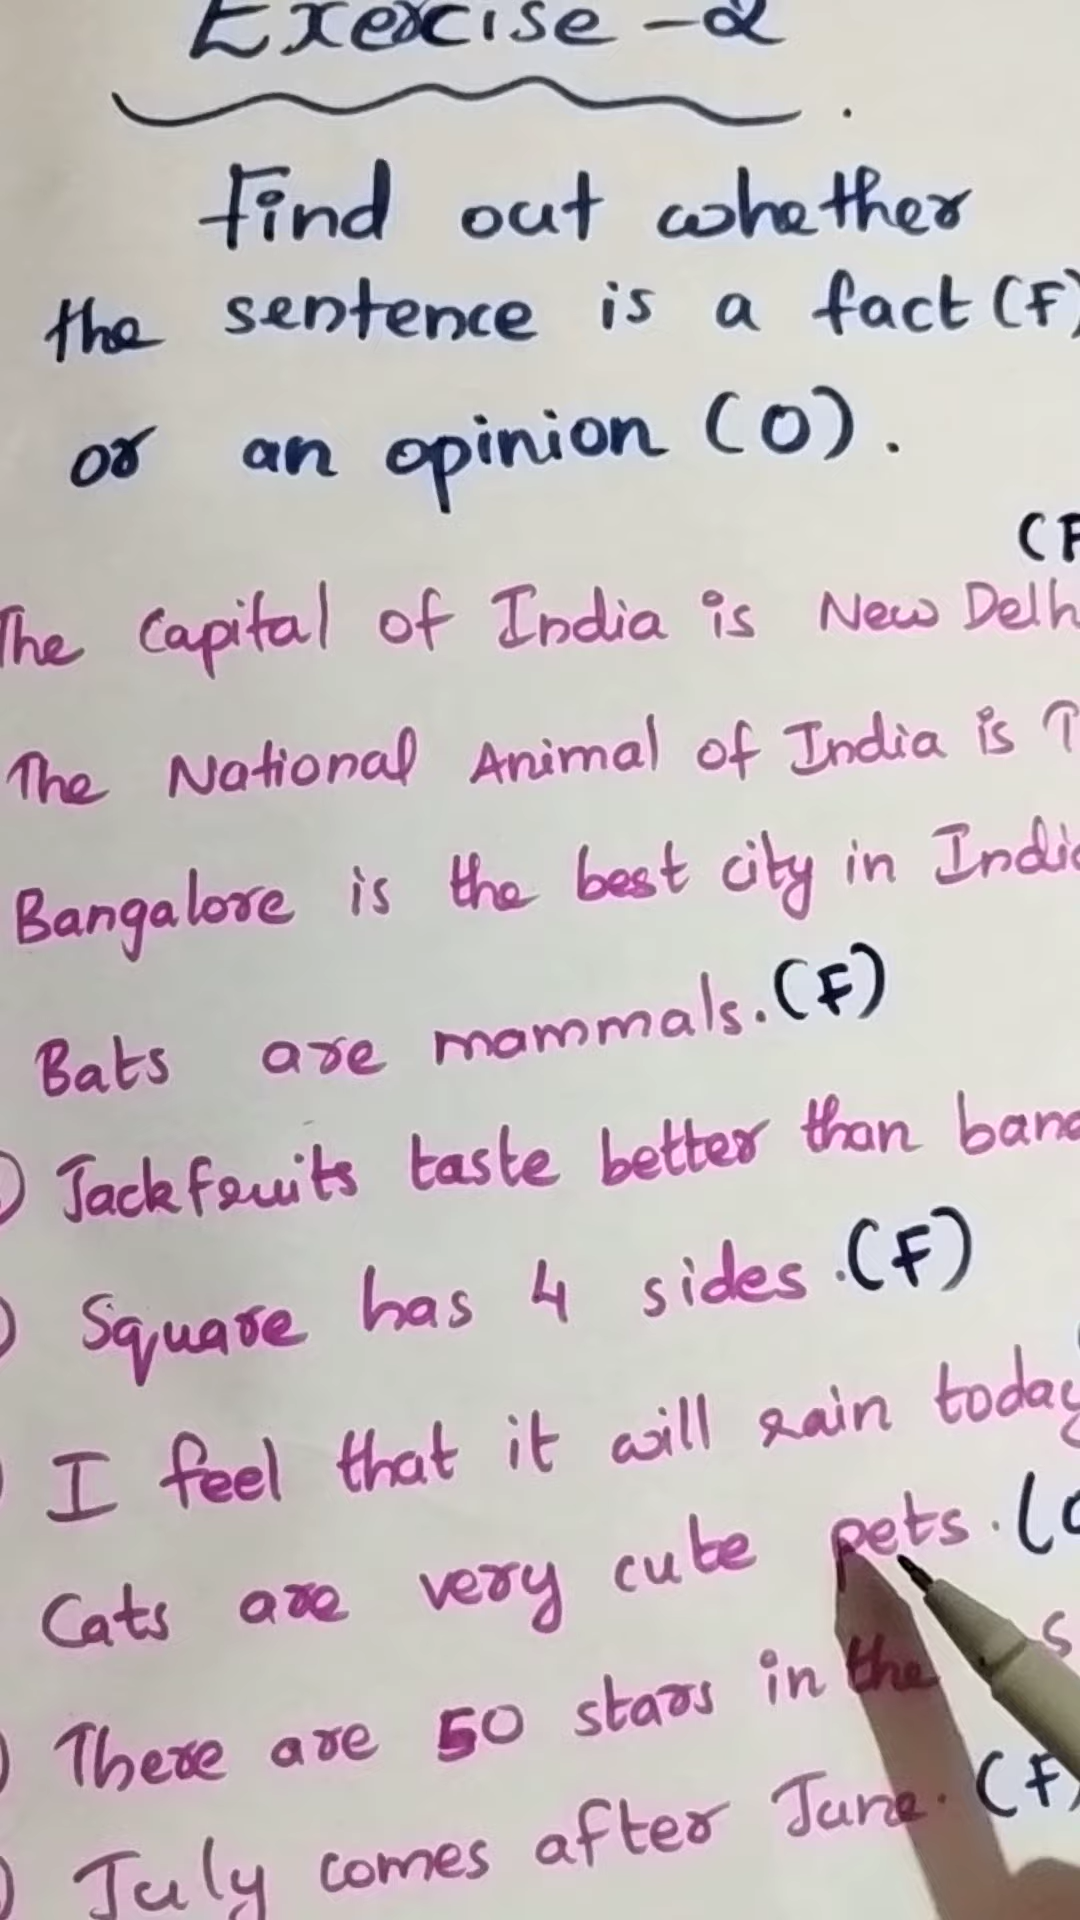 Exercise-2
Find out whether
the sentence is a fact (F)
or an opinion (O).
(F
The Capital of India is New Delh
The National Animal of India is T
Bangalore is the best city in Indi
Bats are mammals. (F)
Jackfruits taste better than bana
Square has 4 sides. (F)
I feel that it will rain today
Cats are very cute pets. (O
There are 50 stars in the s
July comes after June. (F)